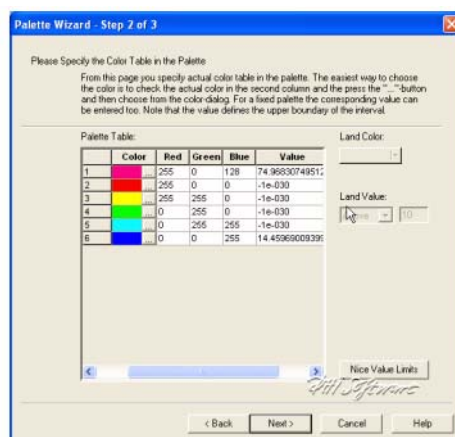 Palette Wizard - Step 2 of 3
Please Specify the Color Table in the Palette
From this page you specify actual color table in the palette. The easiest way to choose
the color is to check the actual color in the second column and the press the "..."-button
and then choose from the color-dialog. For a fixed palette the corresponding value can
be entered too. Note that the value defines the upper boundary of the interval.
Palette Table:
Land Color:
Color Red Green Blue Value
1 ... 255 0 128 74.9683074951
2 ... 255 0 0 -1e-030
3 ... 255 255 0 -1e-030
4 ... 0 255 0 -1e-030
5 ... 0 255 255 -1e-030
6 ... 0 0 255 14.4596900939
Land Value:
10
Nice Value Limits
Software
< Back
Next >
Cancel
Help